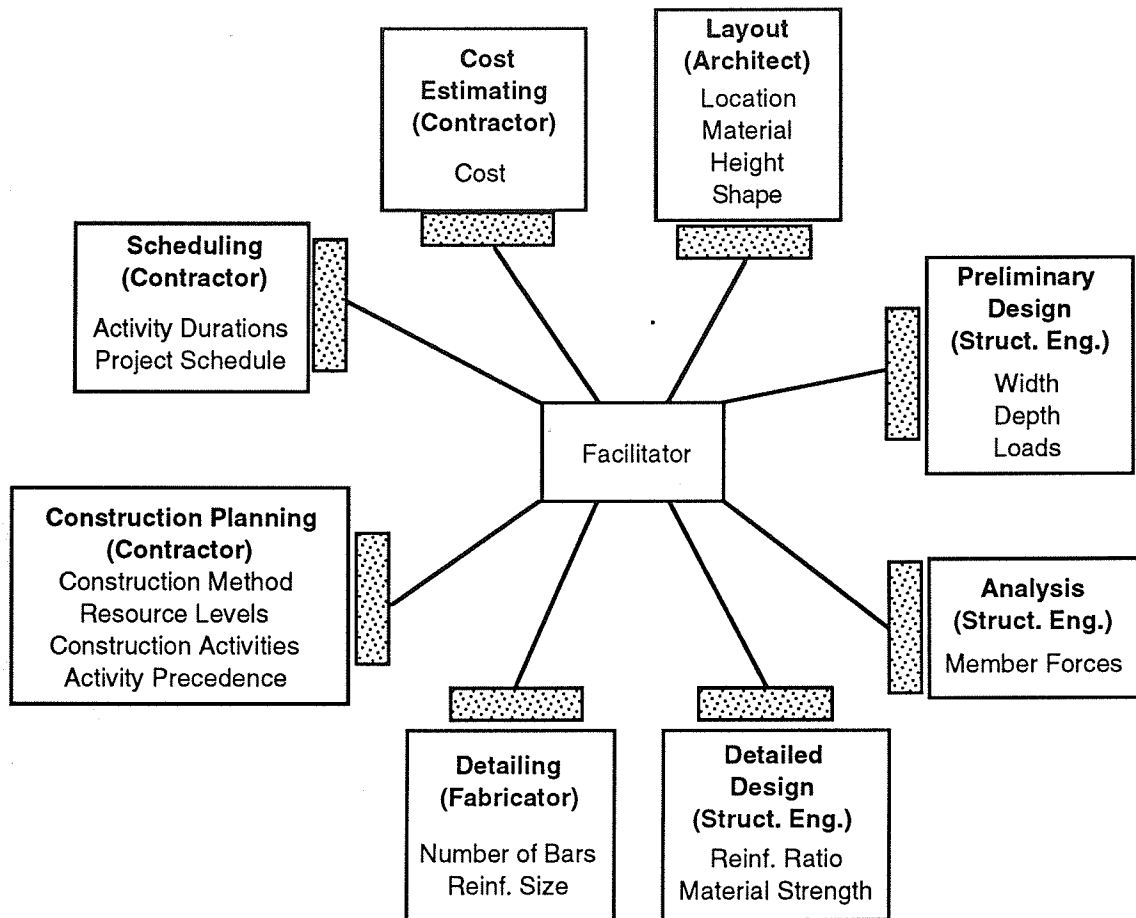 Cost
Estimating
(Contractor)
Cost
Layout
(Architect)
Location
Material
Height
Shape
Scheduling
(Contractor)
Activity Durations
Project Schedule
Preliminary
Design
(Struct. Eng.)
Width
Depth
Loads
Facilitator
Construction Planning
(Contractor)
Construction Method
Resource Levels
Construction Activities
Activity Precedence
Analysis
(Struct. Eng.)
Member Forces
Detailing
(Fabricator)
Number of Bars
Reinf. Size
Detailed
Design
(Struct. Eng.)
Reinf. Ratio
Material Strength